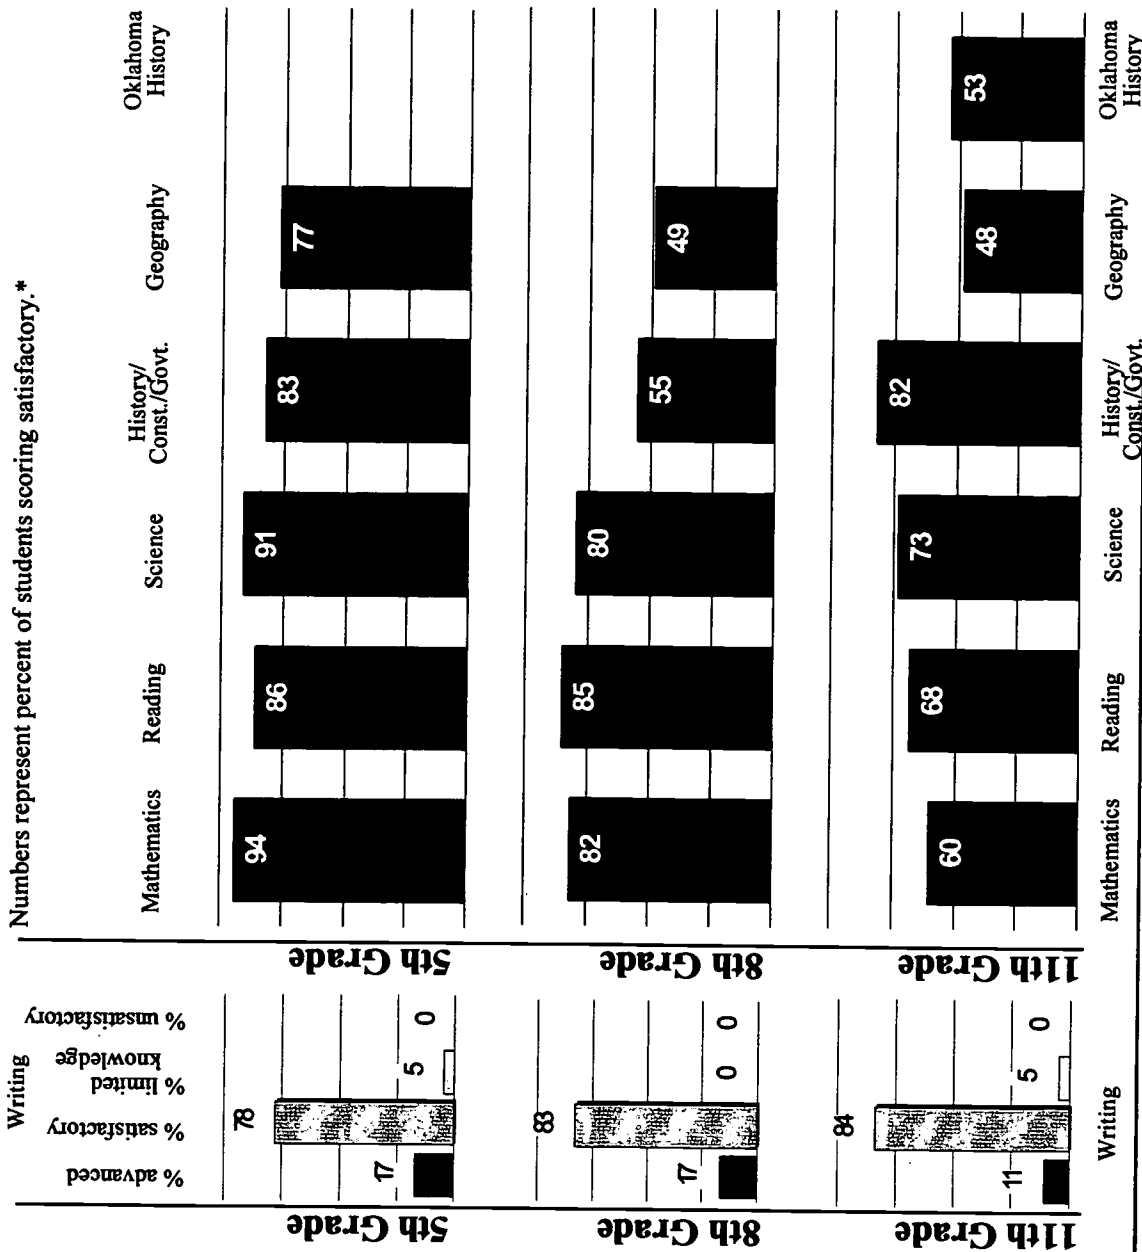 Numbers represent percent of students scoring satisfactory.*
Mathematics
Reading
Science
History/
Const./Govt.
Geography
Oklahoma
History
5th Grade
94
86
91
83
77
8th Grade
82
85
80
55
49
11th Grade
60
68
73
82
48
53
Mathematics
Reading
Science
History/
Const./Govt.
Geography
Oklahoma
History
Writing
% advanced
% satisfactory
% limited
knowledge
% unsatisfactory
5th Grade
17
78
5
0
8th Grade
17
83
0
0
11th Grade
11
84
5
0
Writing